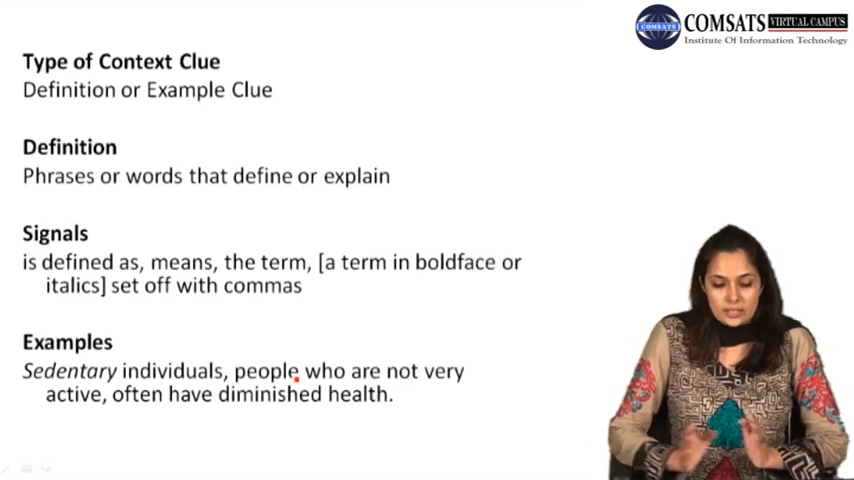 COMSATS VIRTUAL CAMPUS
COMSATS
Institute Of Information Technology
Type of Context Clue
Definition or Example Clue
Definition
Phrases or words that define or explain
Signals
is defined as, means, the term, [a term in boldface or
italics] set off with commas
Examples
Sedentary individuals, people who are not very
active, often have diminished health.